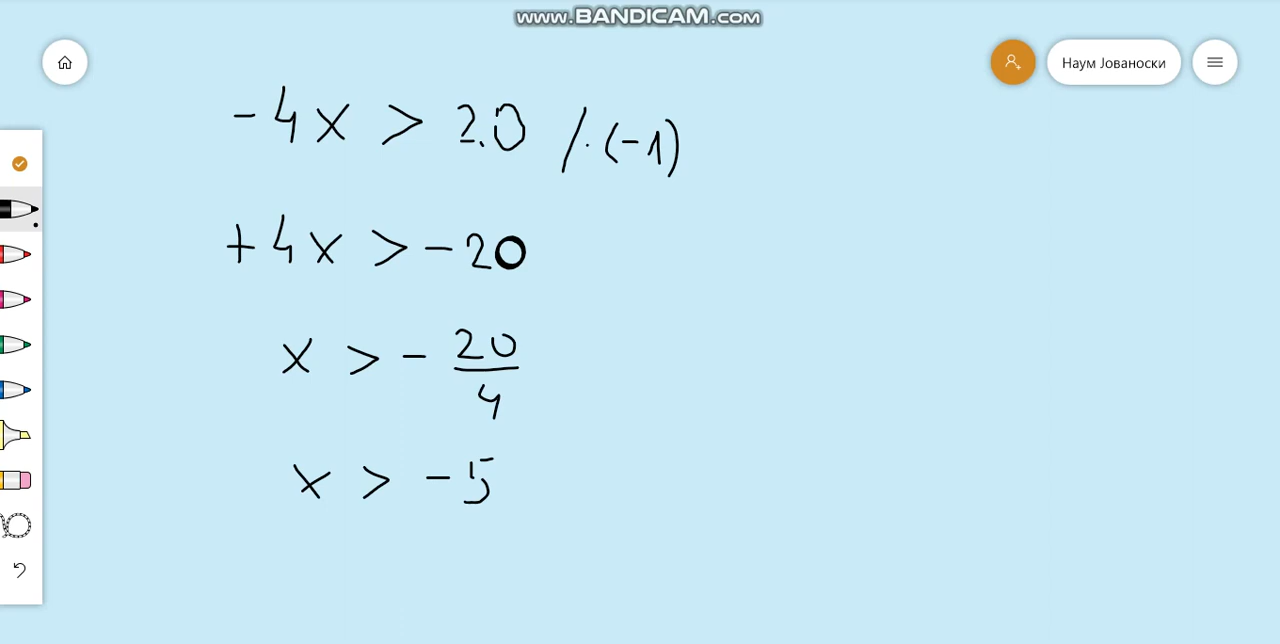 www.BANDICAM.com
Наум Јованоски
- 4x > 20 /·(-1)
+ 4x > - 20
x > - 20/4
x > - 5